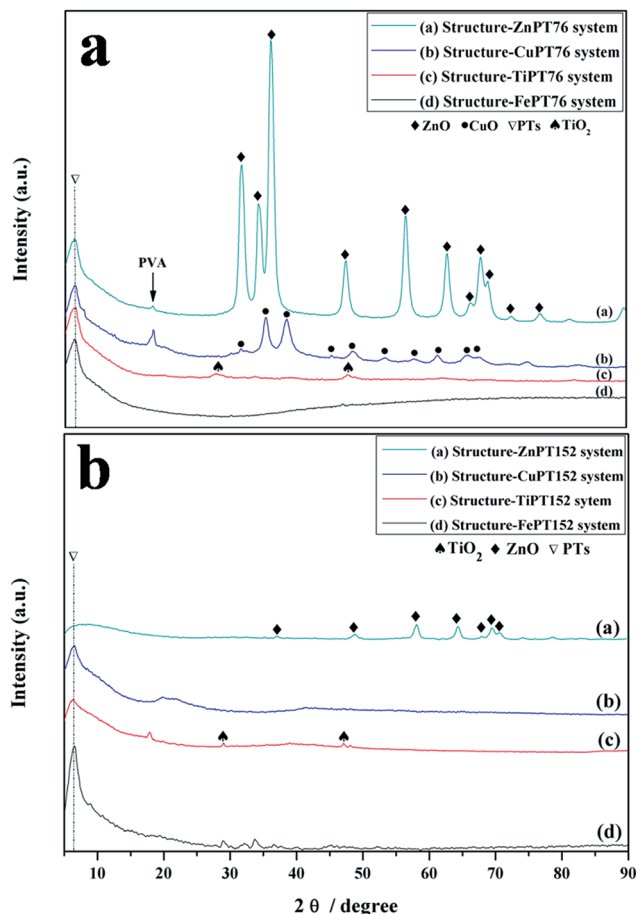 a
(a) Structure-ZnPT76 system
(b) Structure-CuPT76 system
(c) Structure-TiPT76 system
(d) Structure-FePT76 system
♦ZnO ●CuO ▽PTs ♠TiO₂
PVA
(a)
(b)
(c)
(d)
Intensity (a.u.)
b
(a) Structure-ZnPT152 system
(b) Structure-CuPT152 system
(c) Structure-TiPT152 sytem
(d) Structure-FePT152 system
♠TiO₂ ♦ZnO ▽PTs
(a)
(b)
(c)
(d)
Intensity (a.u.)
10 20 30 40 50 60 70 80 90
2 θ / degree